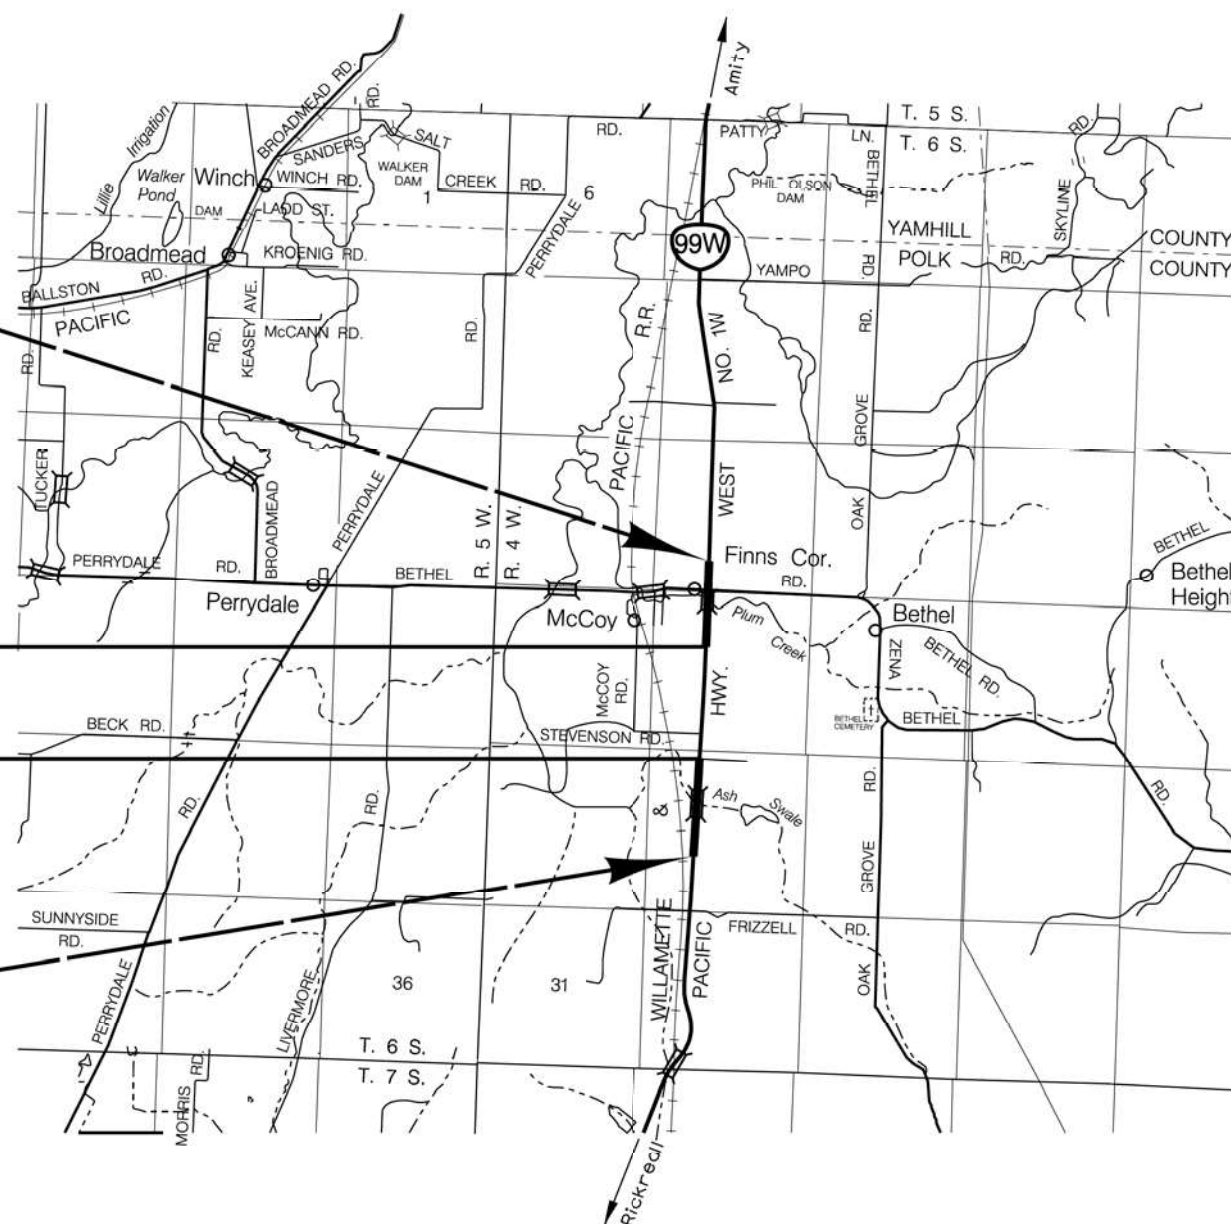 Amity
BROADMEAD RD.
RD.
Lillie
Irrigation
SANDERS
SALT
RD.
PATTY
LN.
T. 5 S.
T. 6 S.
RD.
Walker
Pond
Winch
WINCH RD.
WALKER
DAM
1
CREEK
RD.
6
PHIL OLSON
DAM
BETHEL
SKYLINE
DAM
LADD ST.
PERRYDALE
99W
YAMHILL
COUNTY
Broadmead
KROENIG RD.
POLK
RD.
COUNTY
YAMPO
RD.
BALLSTON
RD.
PACIFIC
KEASEY AVE.
McCANN RD.
RD.
RD.
RD.
R.R.
NO. 1W
RD.
GROVE
PACIFIC
TUCKER
BROADMEAD
PERRYDALE
R. 5 W.
R. 4 W.
WEST
OAK
PERRYDALE
RD.
BETHEL
Finns Cor.
RD.
BETHEL
Bethel
Heigh
Perrydale
McCoy
Plum
Creek
Bethel
ZENA
BETHEL RD.
McCOY
RD.
HWY.
BETHEL
CEMETERY
BETHEL
BECK RD.
STEVENSON RD.
RD.
RD.
&
Ash
Swale
RD.
RD.
GROVE
SUNNYSIDE
RD.
FRIZZELL
RD.
WILLAMETTE
PACIFIC
OAK
36
31
PERRYDALE
LIVERMORE
T. 6 S.
T. 7 S.
MORRIS
RD.
Rickreall